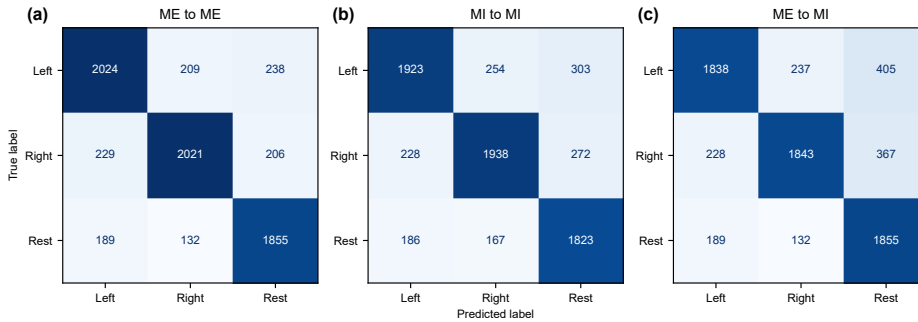 (a) ME to ME
(b) MI to MI
(c) ME to MI
True label
Left 2024 209 238
Right 229 2021 206
Rest 189 132 1855
Left Right Rest
Left 1923 254 303
Right 228 1938 272
Rest 186 167 1823
Left Right Rest
Left 1838 237 405
Right 228 1843 367
Rest 189 132 1855
Left Right Rest
Predicted label